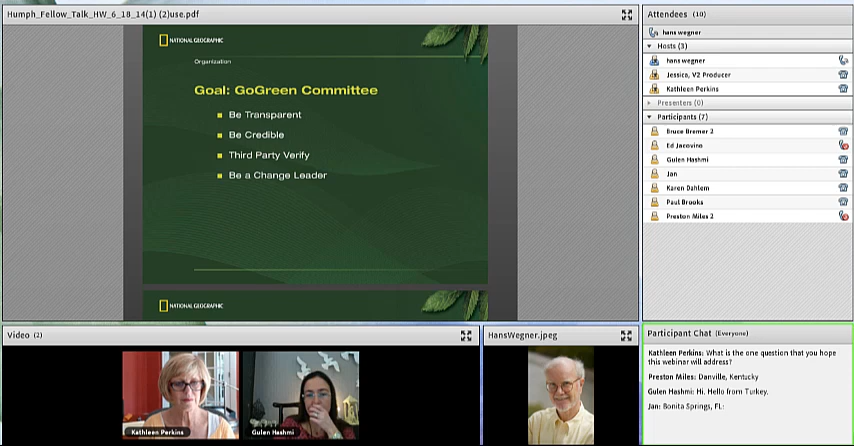 Humph_Fellow_Talk_HW_6_18_14(1) (2)use.pdf
NATIONAL GEOGRAPHIC
Organization
Goal: GoGreen Committee
Be Transparent
Be Credible
Third Party Verify
Be a Change Leader
NATIONAL GEOGRAPHIC
Attendees (10)
hans wegner
Hosts (3)
hans wegner
Jessica, V2 Producer
Kathleen Perkins
Presenters (0)
Participants (7)
Bruce Bremer 2
Ed Jacovino
Gulen Hashmi
Jan
Karen Dahlem
Paul Brooks
Preston Miles 2
Video (2)
Kathleen Perkins
Gulen Hashmi
HansWegner.jpeg
Participant Chat (Everyone)
Kathleen Perkins: What is the one question that you hope
this webinar will address?
Preston Miles: Danville, Kentucky
Gulen Hashmi: Hi. Hello from Turkey.
Jan: Bonita Springs, FL: